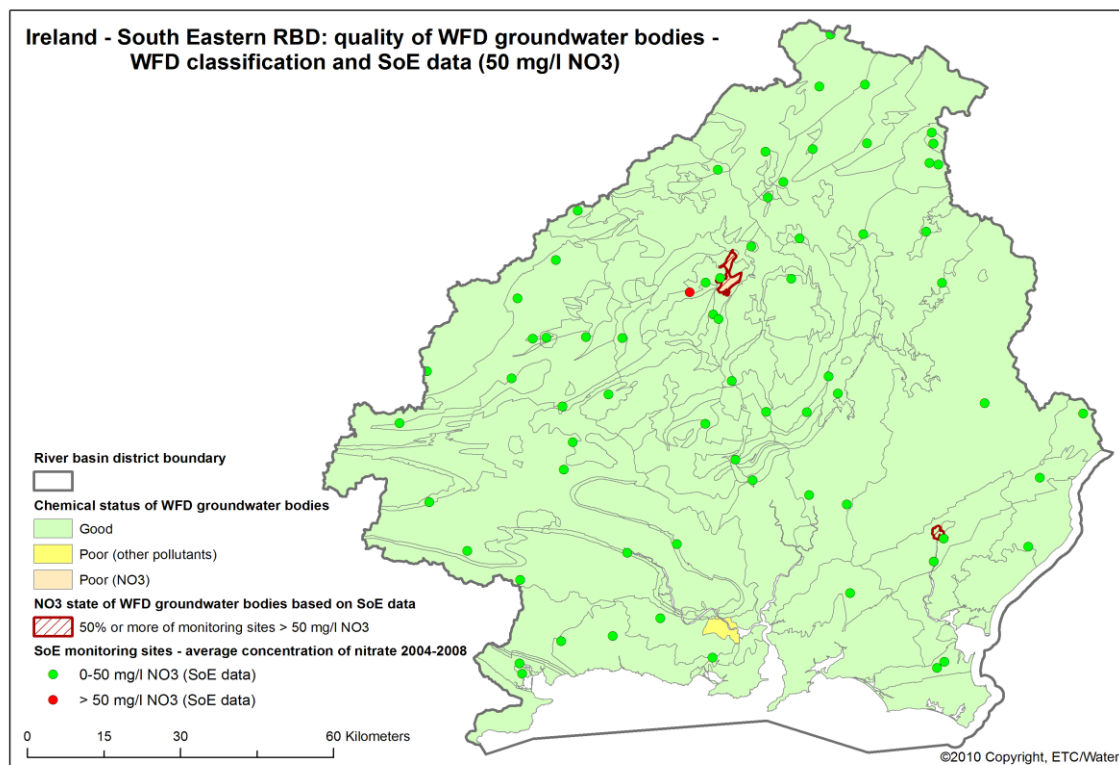 Ireland - South Eastern RBD: quality of WFD groundwater bodies -
WFD classification and SoE data (50 mg/l NO3)
River basin district boundary
Chemical status of WFD groundwater bodies
Good
Poor (other pollutants)
Poor (NO3)
NO3 state of WFD groundwater bodies based on SoE data
50% or more of monitoring sites > 50 mg/l NO3
SoE monitoring sites - average concentration of nitrate 2004-2008
0-50 mg/l NO3 (SoE data)
> 50 mg/l NO3 (SoE data)
0 15 30 60 Kilometers
©2010 Copyright, ETC/Water